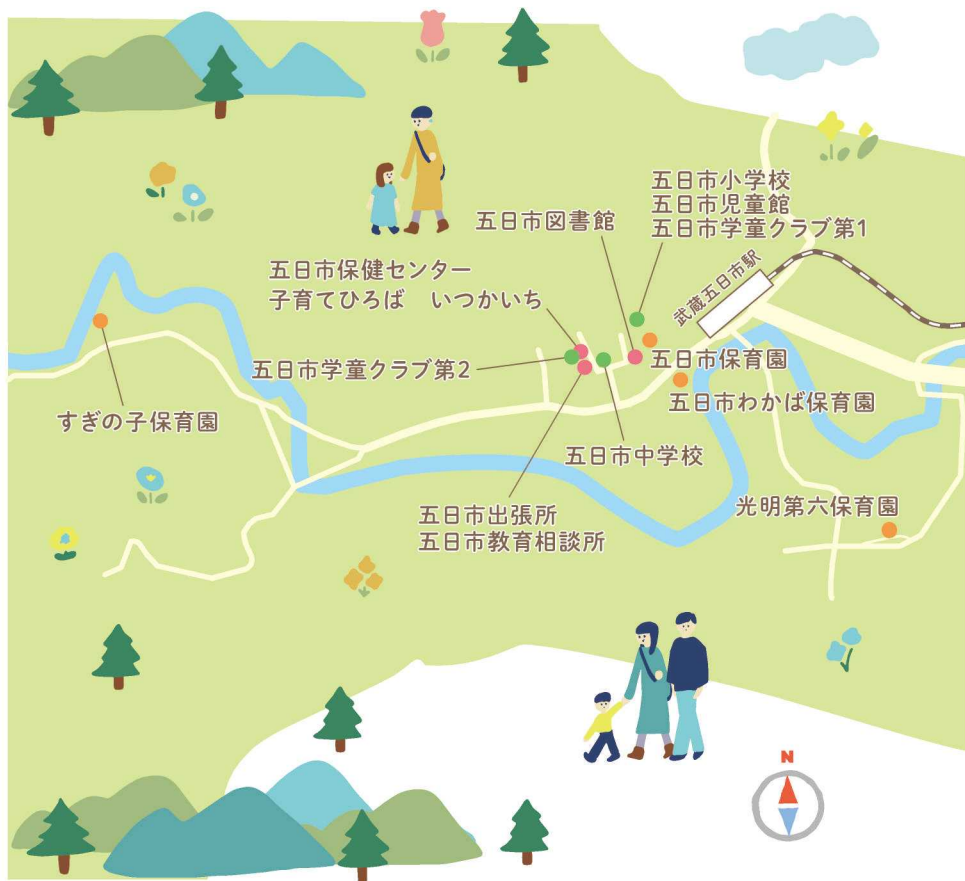 五日市小学校
五日市児童館
五日市学童クラブ第1
五日市図書館
武蔵五日市駅
五日市保健センター
子育てひろば　いつかいち
五日市学童クラブ第2
五日市保育園
五日市わかば保育園
すぎの子保育園
五日市中学校
光明第六保育園
五日市出張所
五日市教育相談所
N